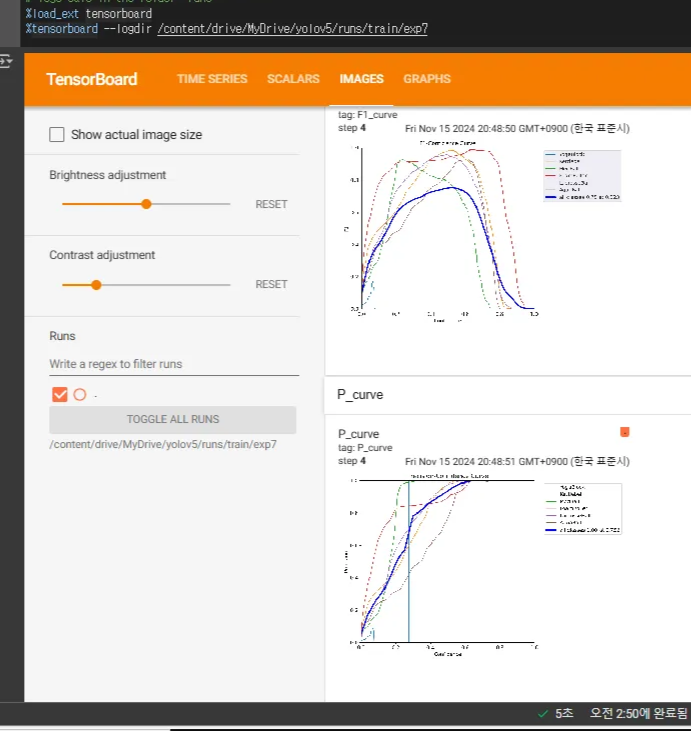 %load_ext tensorboard
%tensorboard --logdir /content/drive/MyDrive/yolov5/runs/train/exp7
TensorBoard
TIME SERIES
SCALARS
IMAGES
GRAPHS
Show actual image size
Brightness adjustment
RESET
Contrast adjustment
RESET
Runs
Write a regex to filter runs
.
TOGGLE ALL RUNS
/content/drive/MyDrive/yolov5/runs/train/exp7
tag: F1_curve
step 4 Fri Nov 15 2024 20:48:50 GMT+0900 (한국 표준시)
F1-Confidence Curve
P_curve
P_curve
tag: P_curve
step 4 Fri Nov 15 2024 20:48:51 GMT+0900 (한국 표준시)
Confidence
5초 오전 2:50에 완료됨